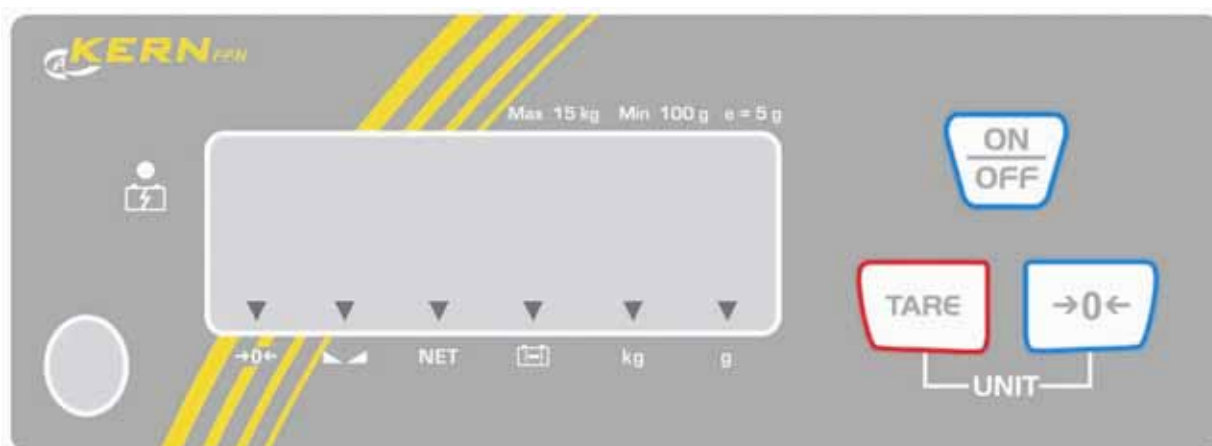 KERN FFN
Max 15 kg Min 100 g e = 5 g
ON
OFF
TARE
→0←
→0←
NET
kg
g
UNIT